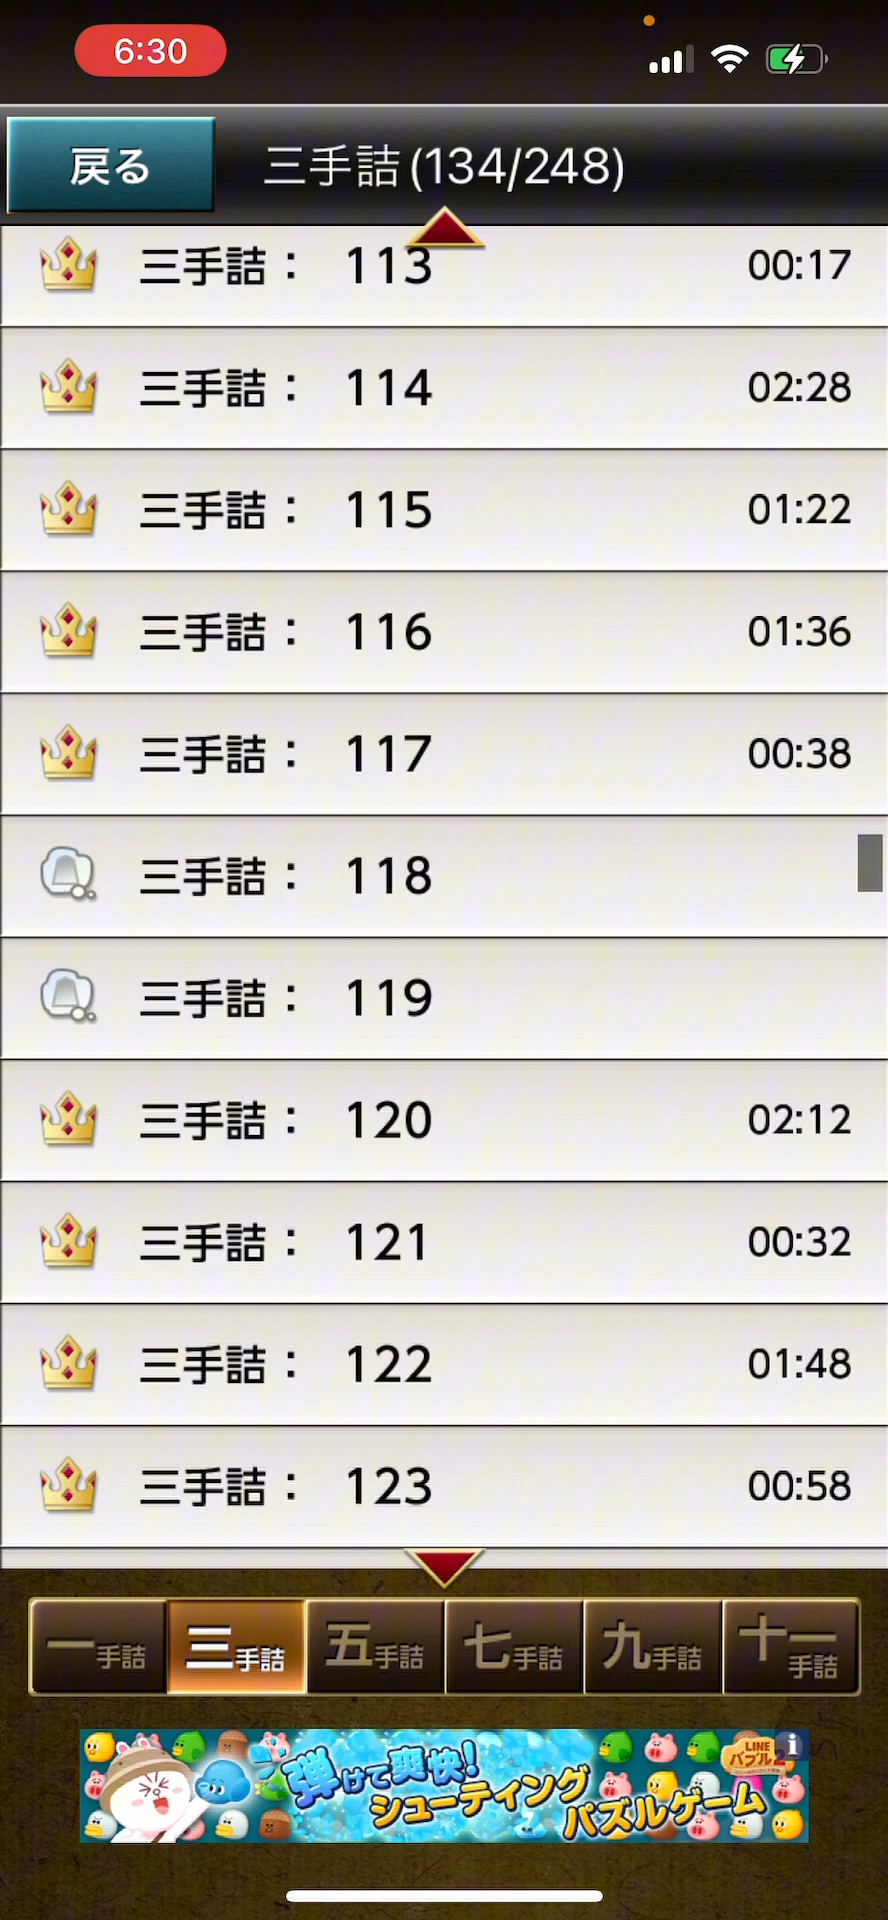 6:30
戻る
三手詰(134/248)
三手詰： 113 00:17
三手詰： 114 02:28
三手詰： 115 01:22
三手詰： 116 01:36
三手詰： 117 00:38
三手詰： 118
三手詰： 119
三手詰： 120 02:12
三手詰： 121 00:32
三手詰： 122 01:48
三手詰： 123 00:58
一手詰 三手詰 五手詰 七手詰 九手詰 十一手詰
弾けて爽快!
シューティング
パズルゲーム
LINE
バブル2